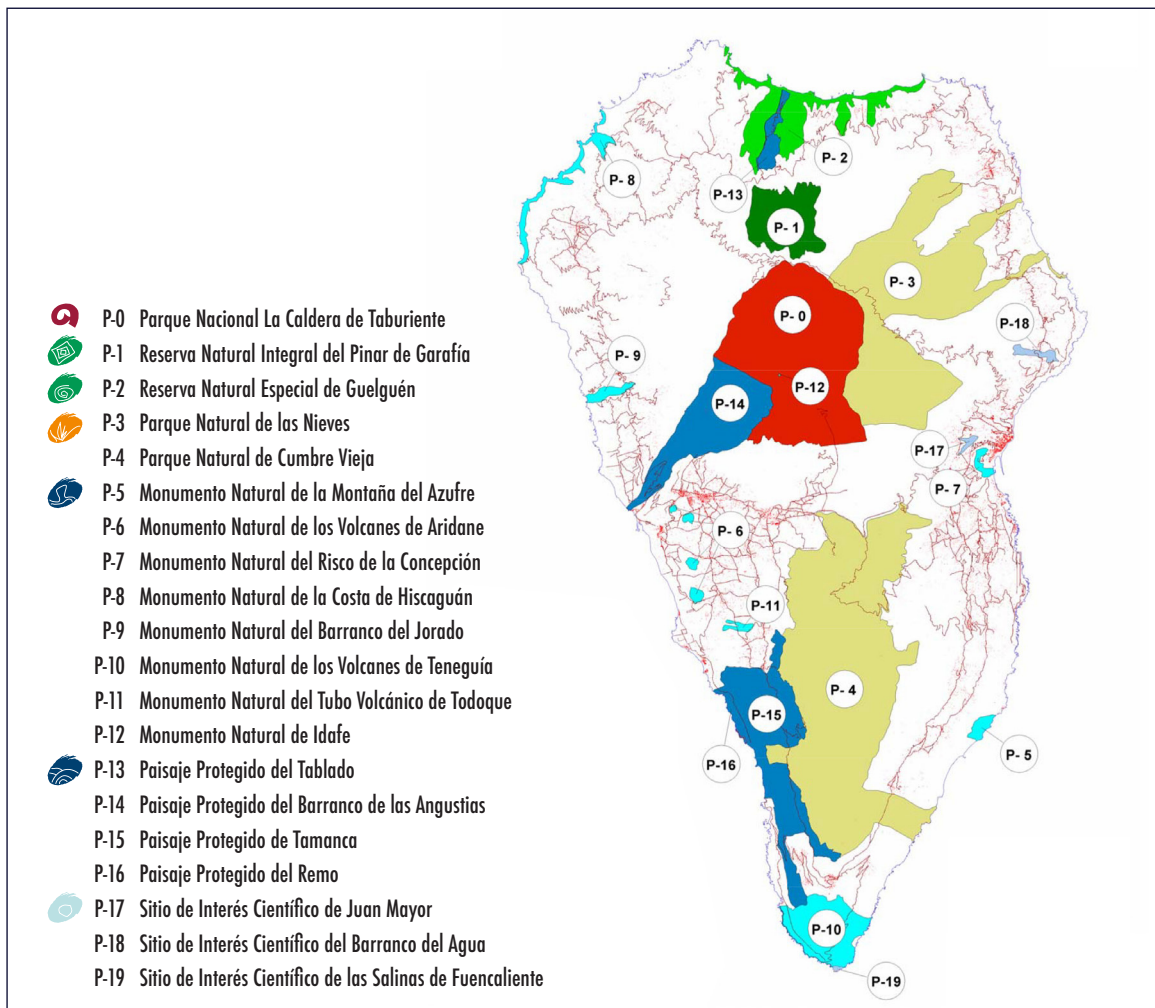 P-0 Parque Nacional La Caldera de Taburiente
P-1 Reserva Natural Integral del Pinar de Garafía
P-2 Reserva Natural Especial de Guelguén
P-3 Parque Natural de las Nieves
P-4 Parque Natural de Cumbre Vieja
P-5 Monumento Natural de la Montaña del Azufre
P-6 Monumento Natural de los Volcanes de Aridane
P-7 Monumento Natural del Risco de la Concepción
P-8 Monumento Natural de la Costa de Hiscaguán
P-9 Monumento Natural del Barranco del Jorado
P-10 Monumento Natural de los Volcanes de Teneguía
P-11 Monumento Natural del Tubo Volcánico de Todoque
P-12 Monumento Natural de Idafe
P-13 Paisaje Protegido del Tablado
P-14 Paisaje Protegido del Barranco de las Angustias
P-15 Paisaje Protegido de Tamanca
P-16 Paisaje Protegido del Remo
P-17 Sitio de Interés Científico de Juan Mayor
P-18 Sitio de Interés Científico del Barranco del Agua
P-19 Sitio de Interés Científico de las Salinas de Fuencaliente
P- 2
P- 8
P-13
P- 1
P- 3
P- 0
P-18
P- 9
P-12
P-14
P-17
P- 7
P- 6
P-11
P- 4
P-15
P- 5
P-16
P-10
P-19